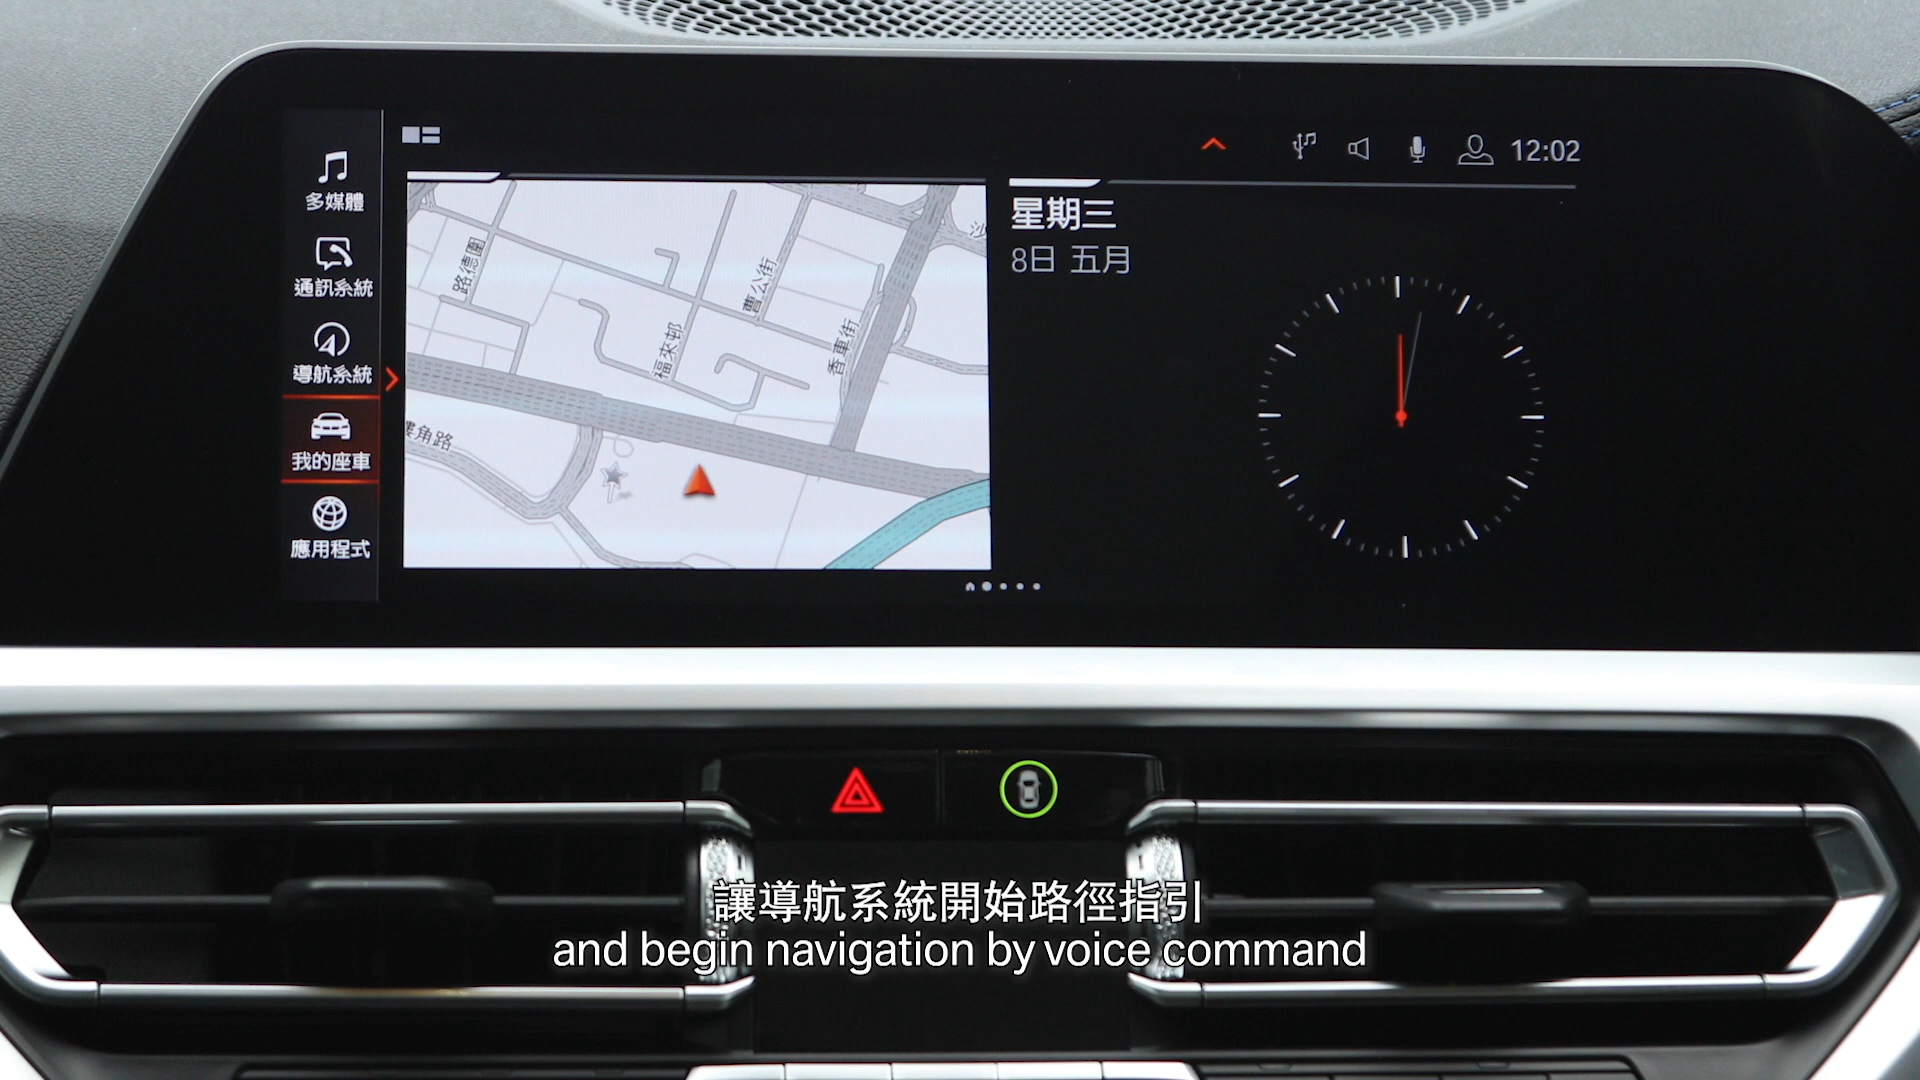 多媒體
通訊系統
導航系統
我的座車
應用程式
12:02
星期三
8日 五月
路德圍
曹公街
福來邨
香車街
沙
樓角路
讓導航系統開始路徑指引
and begin navigation by voice command